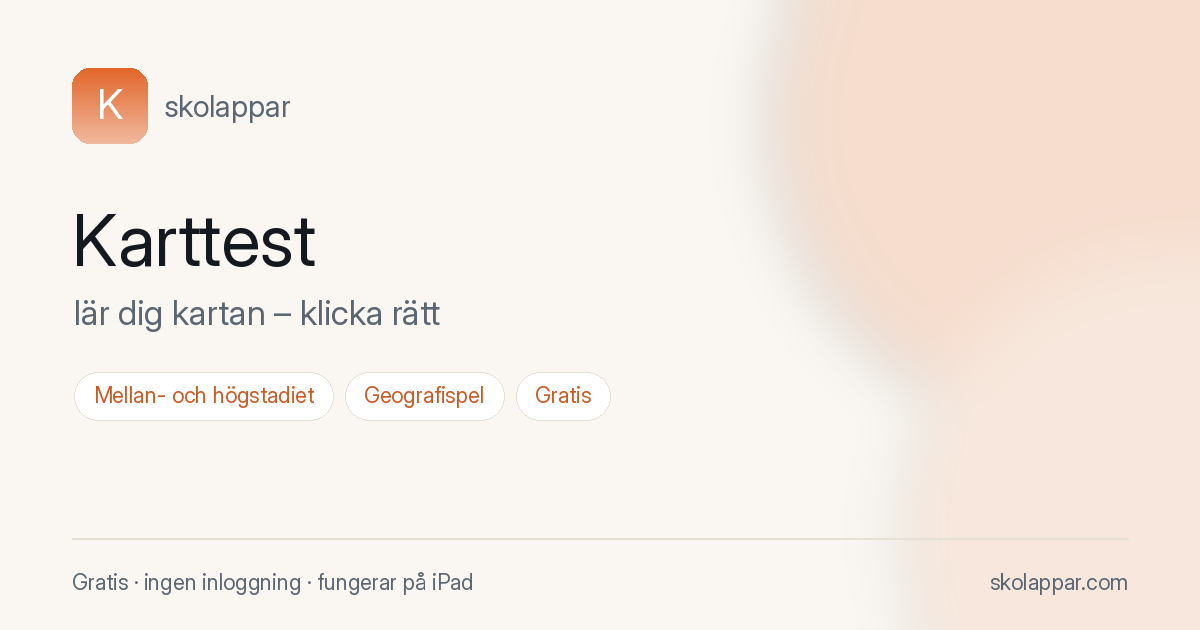 K skolappar
Karttest
lär dig kartan – klicka rätt
Mellan- och högstadiet Geografispel Gratis
Gratis · ingen inloggning · fungerar på iPad skolappar.com